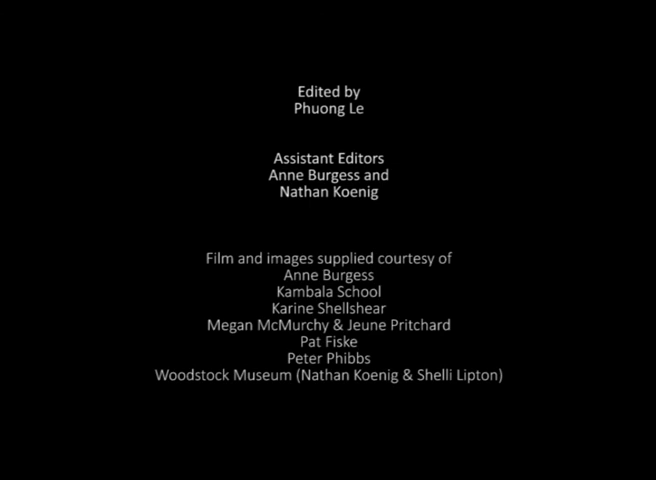 Edited by
Phuong Le
Assistant Editors
Anne Burgess and
Nathan Koenig
Film and images supplied courtesy of
Anne Burgess
Kambala School
Karine Shellshear
Megan McMurchy & Jeune Pritchard
Pat Fiske
Peter Phibbs
Woodstock Museum (Nathan Koenig & Shelli Lipton)